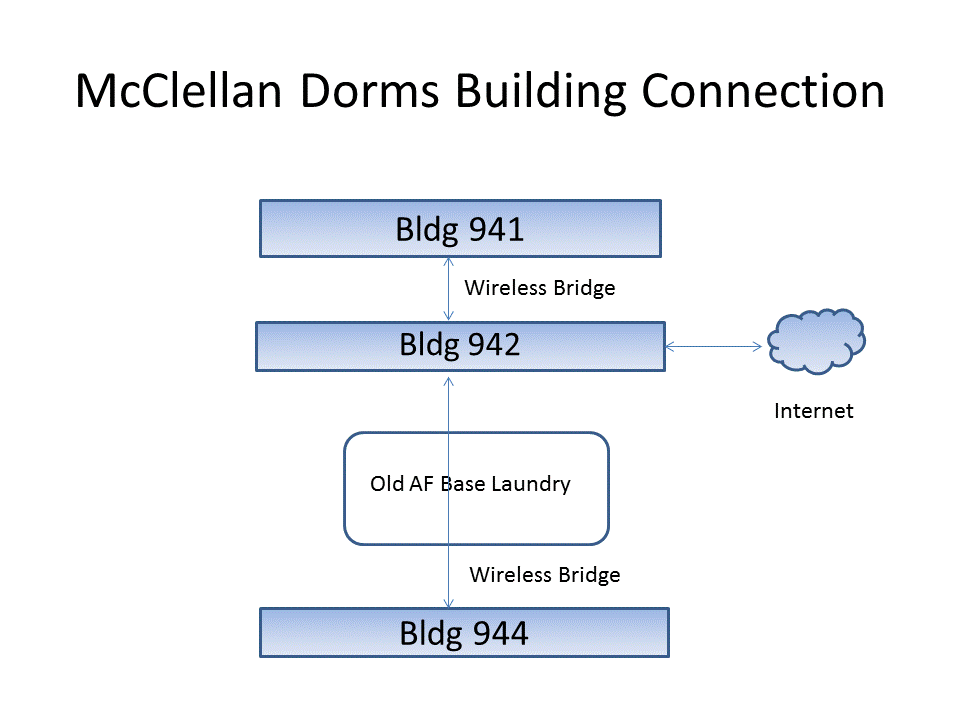 McClellan Dorms Building Connection
Bldg 941
Wireless Bridge
Bldg 942
Internet
Old AF Base Laundry
Wireless Bridge
Bldg 944